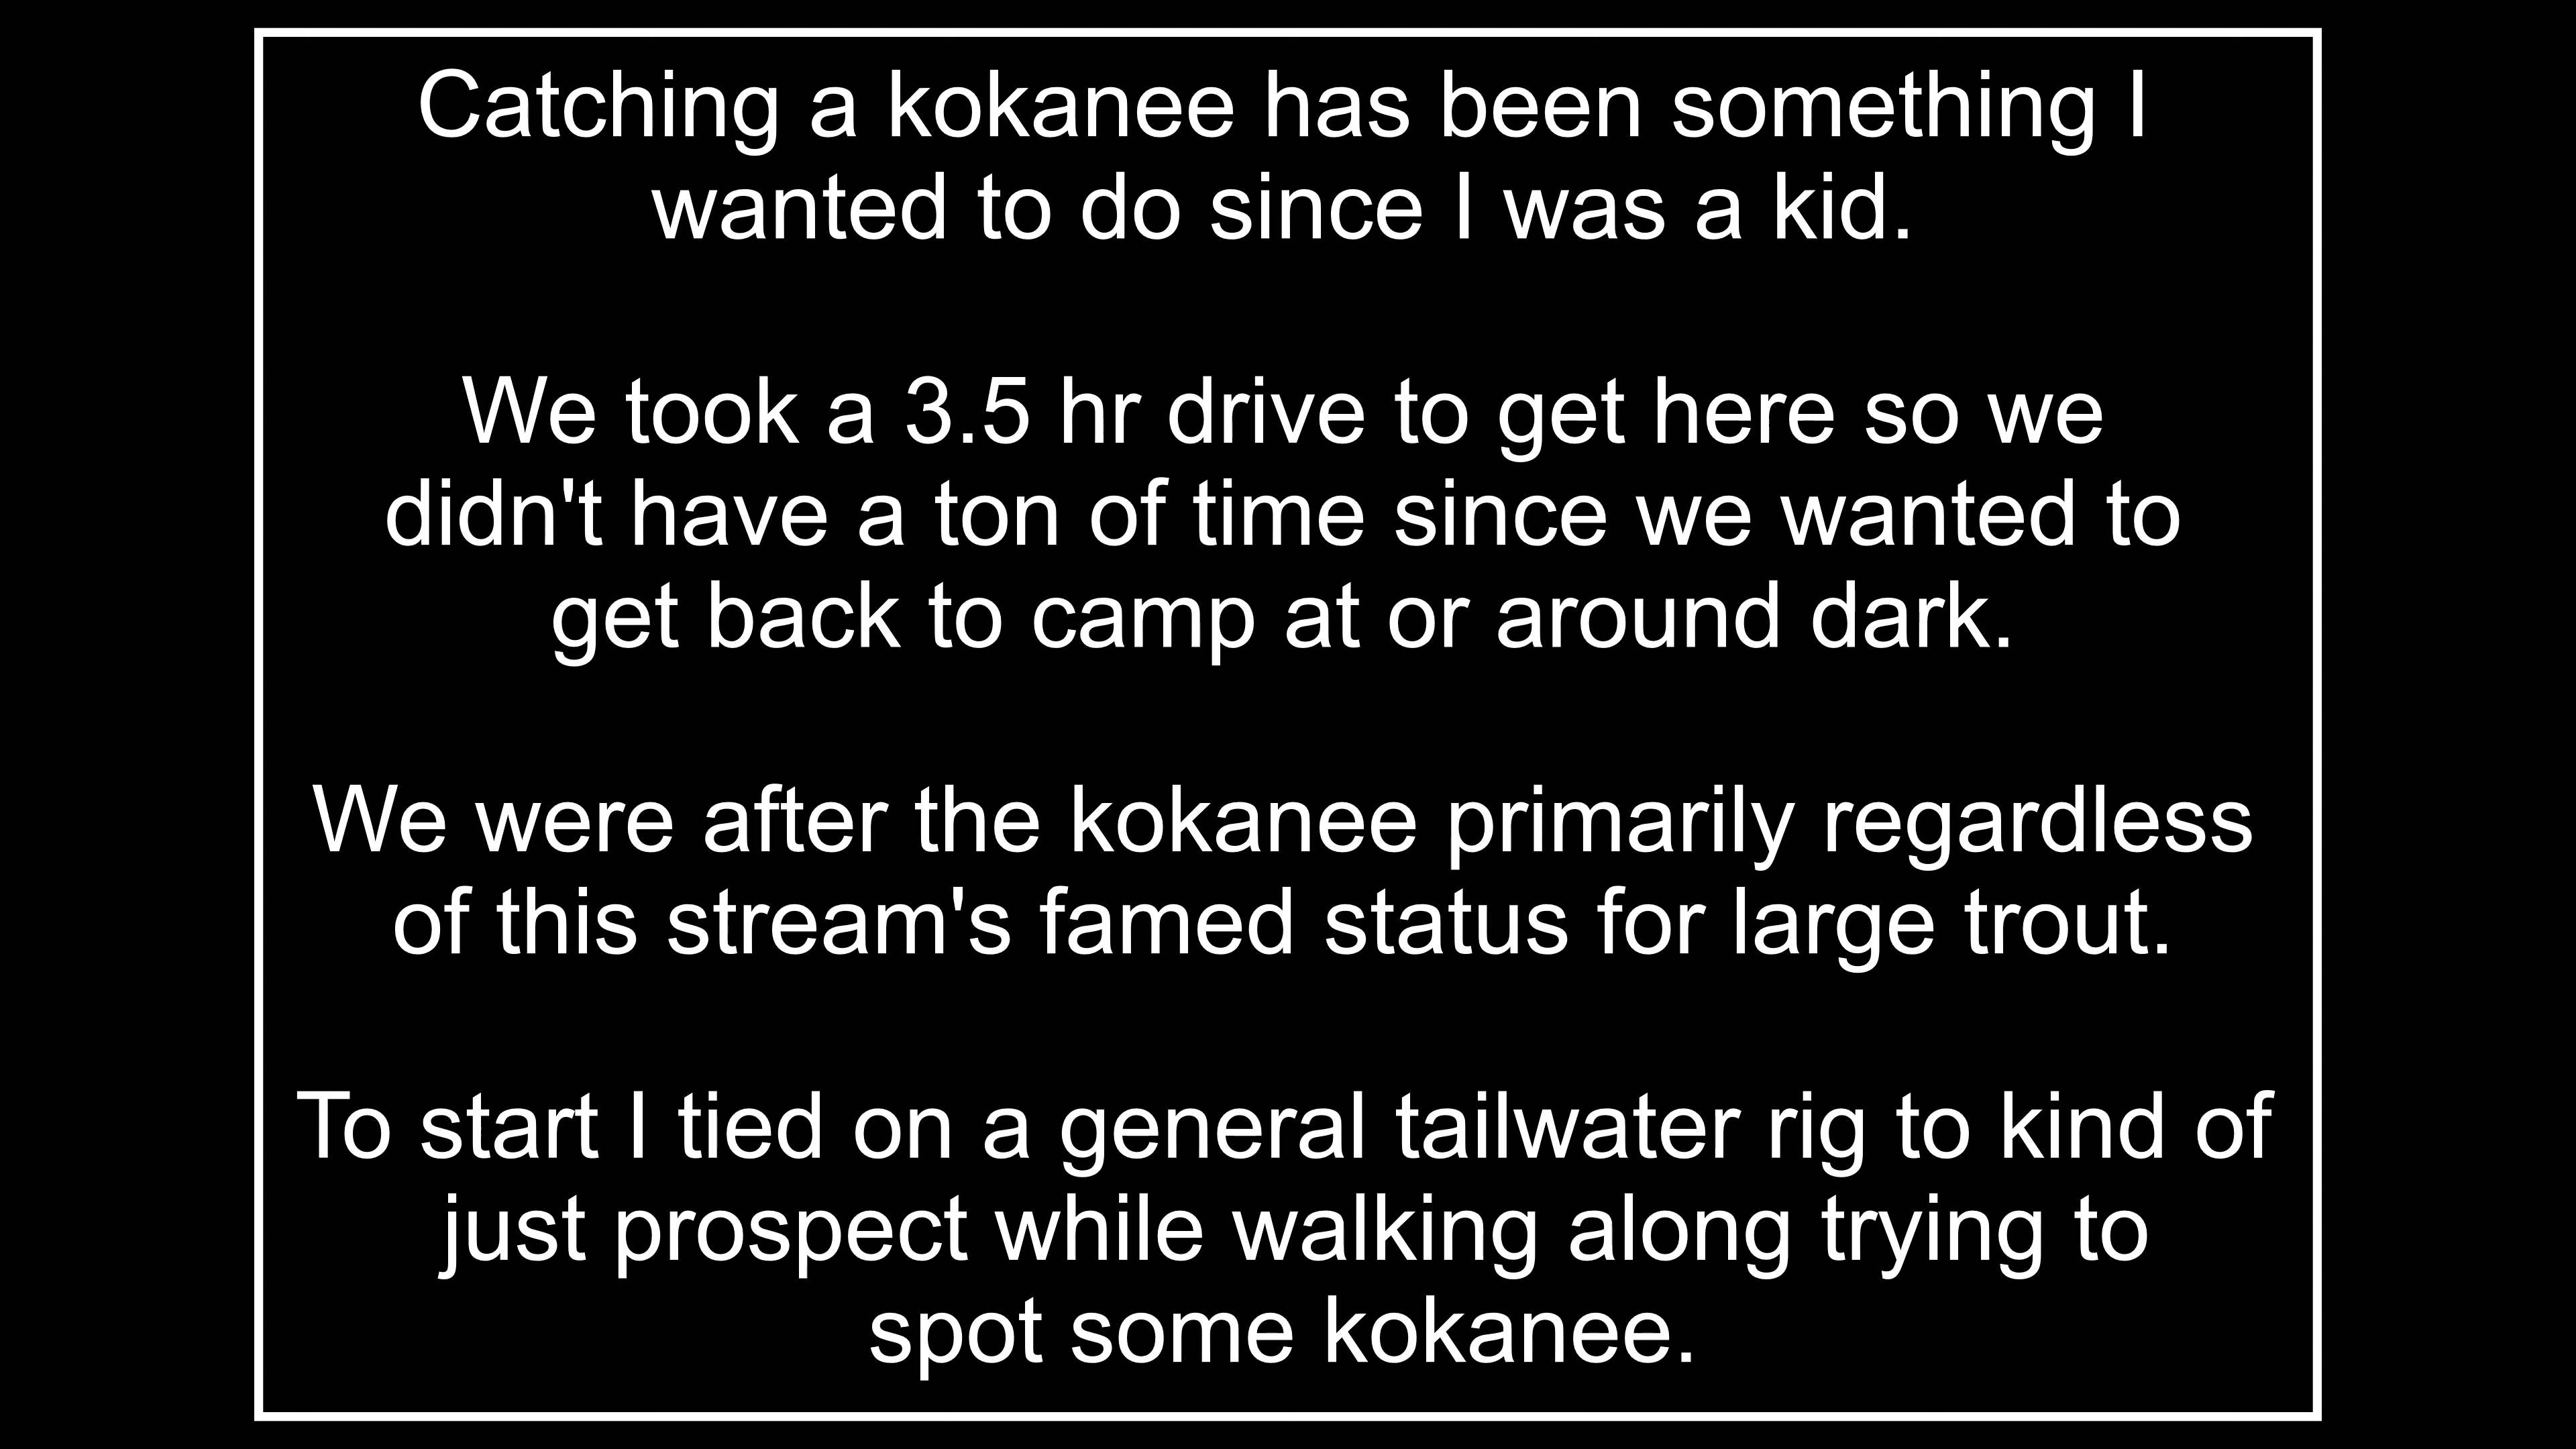 Catching a kokanee has been something I
wanted to do since I was a kid.
We took a 3.5 hr drive to get here so we
didn't have a ton of time since we wanted to
get back to camp at or around dark.
We were after the kokanee primarily regardless
of this stream's famed status for large trout.
To start I tied on a general tailwater rig to kind of
just prospect while walking along trying to
spot some kokanee.